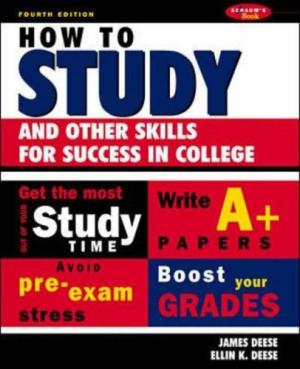 FOURTH EDITION
SCHAUM'S
Book
HOW TO
STUDY
AND OTHER SKILLS
FOR SUCCESS IN COLLEGE
Get the most
OUT OF YOUR
Study
TIME
Write A+
PAPERS
Avoid
pre-exam
stress
Boost your
GRADES
JAMES DEESE
ELLIN K. DEESE